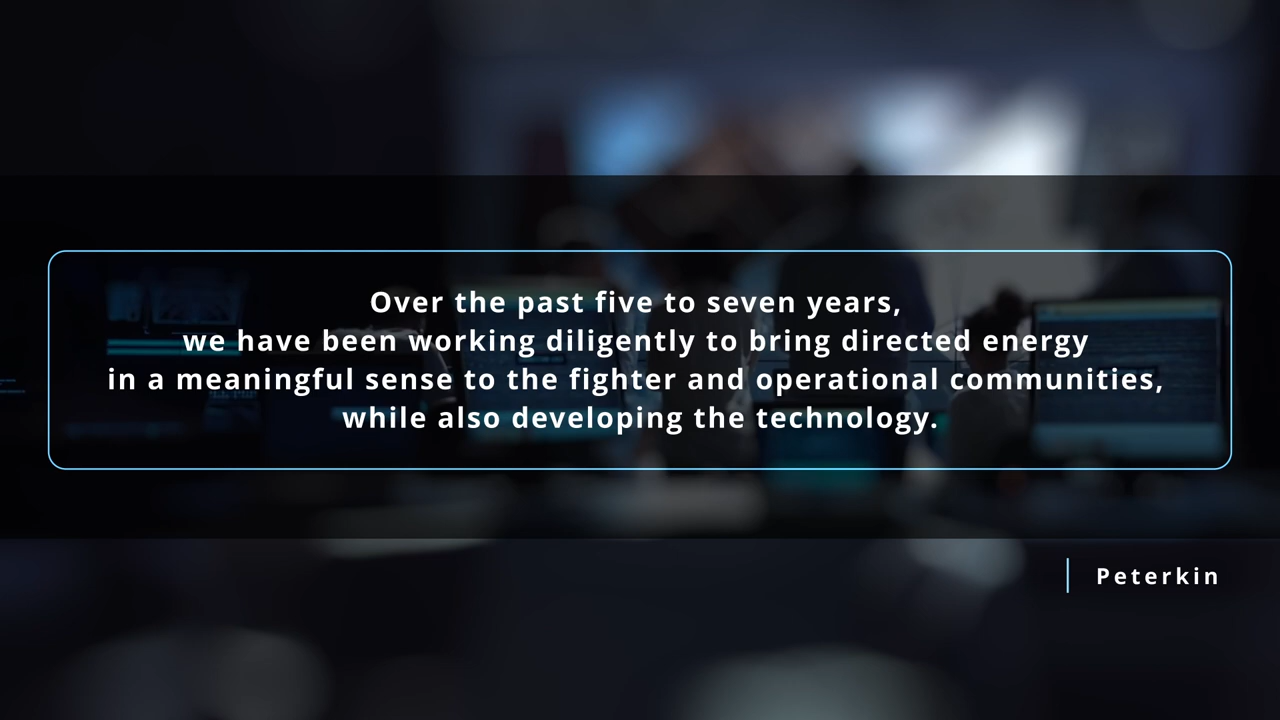 Over the past five to seven years,
we have been working diligently to bring directed energy
in a meaningful sense to the fighter and operational communities,
while also developing the technology.
Peterkin